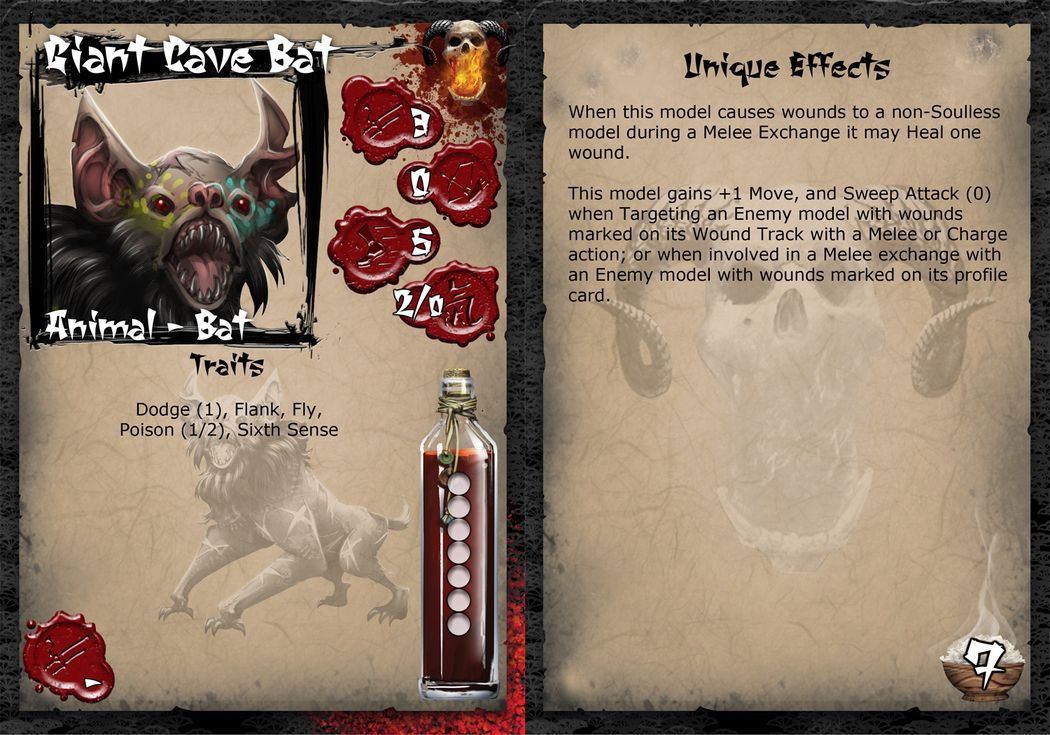 Giant Cave Bat
3
0
5
2/0 氣
Animal - Bat
Traits
Dodge (1), Flank, Fly,
Poison (1/2), Sixth Sense
Unique Effects
When this model causes wounds to a non-Soulless
model during a Melee Exchange it may Heal one
wound.
This model gains +1 Move, and Sweep Attack (0)
when Targeting an Enemy model with wounds
marked on its Wound Track with a Melee or Charge
action; or when involved in a Melee exchange with
an Enemy model with wounds marked on its profile
card.
7